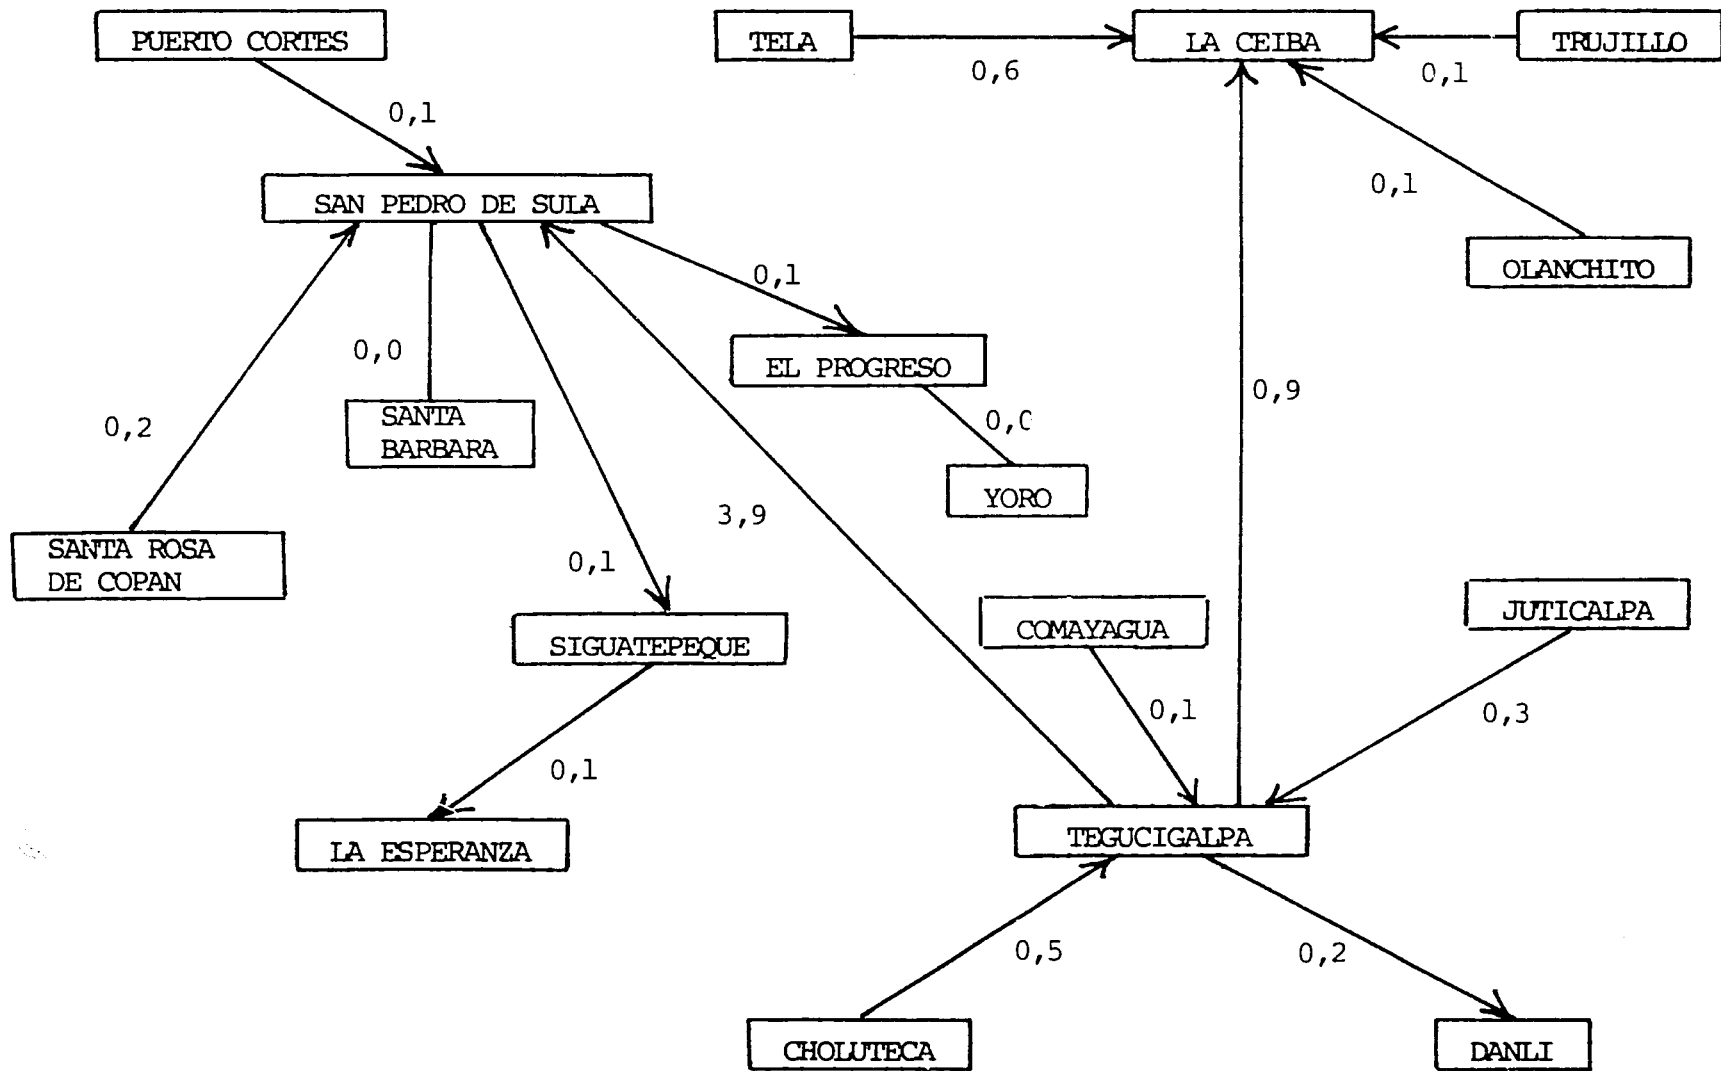 PUERTO CORTES
TELA
LA CEIBA
TRUJILLO
0,6
0,1
0,1
SAN PEDRO DE SULA
0,1
OLANCHITO
0,1
0,0
EL PROGRESO
0,9
SANTA
BARBARA
0,2
0,0
YORO
3,9
SANTA ROSA
DE COPAN
0,1
SIGUATEPEQUE
COMAYAGUA
JUTICALPA
0,1
0,3
0,1
LA ESPERANZA
TEGUCIGALPA
0,5
0,2
CHOLUTECA
DANLI